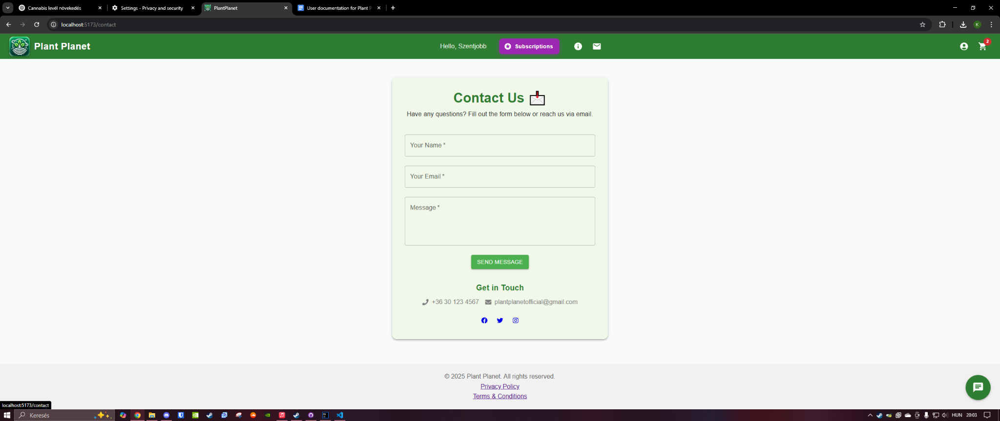 Cannabis levél növekedés
Settings - Privacy and security
PlantPlanet
User documentation for Plant P
localhost:5173/contact
K
Plant Planet
Hello, Szentjobb
Subscriptions
2
Contact Us
Have any questions? Fill out the form below or reach us via email.
Your Name *
Your Email *
Message *
SEND MESSAGE
Get in Touch
+36 30 123 4567
plantplanetofficial@gmail.com
© 2025 Plant Planet. All rights reserved.
Privacy Policy
Terms & Conditions
localhost:5173/contact
Keresés
HUN
20:03